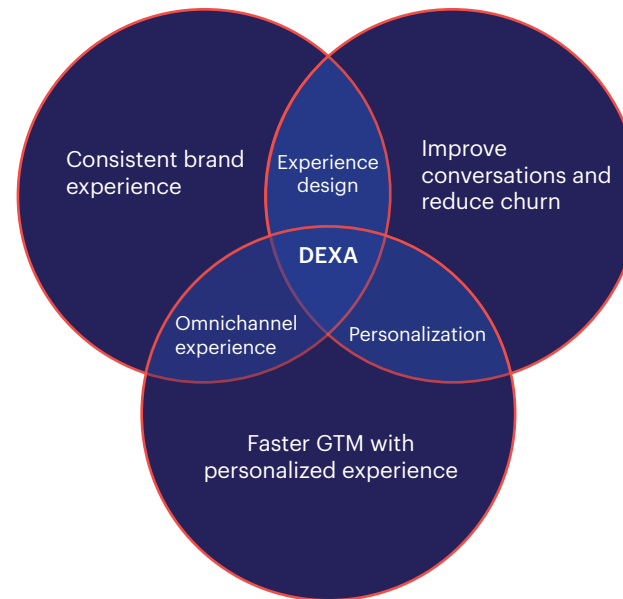 Consistent brand
experience
Experience
design
Improve
conversations and
reduce churn
DEXA
Omnichannel
experience
Personalization
Faster GTM with
personalized experience